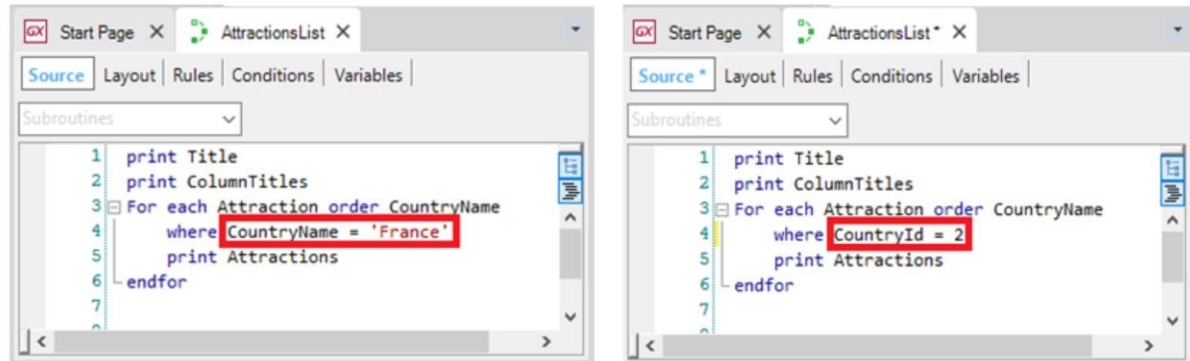 GX Start Page X AttractionsList X
Source Layout Rules Conditions Variables
Subroutines
1 print Title
2 print ColumnTitles
3 For each Attraction order CountryName
4 where CountryName = 'France'
5 print Attractions
6 endfor
7
GX Start Page X AttractionsList* X
Source * Layout Rules Conditions Variables
Subroutines
1 print Title
2 print ColumnTitles
3 For each Attraction order CountryName
4 where CountryId = 2
5 print Attractions
6 endfor
7